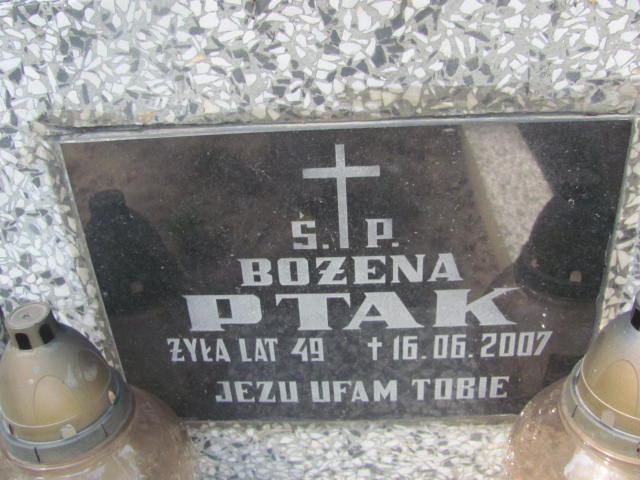 Ś. P.
BOŻENA
PTAK
ŻYŁA LAT 49 † 16.06.2007
JEZU UFAM TOBIE